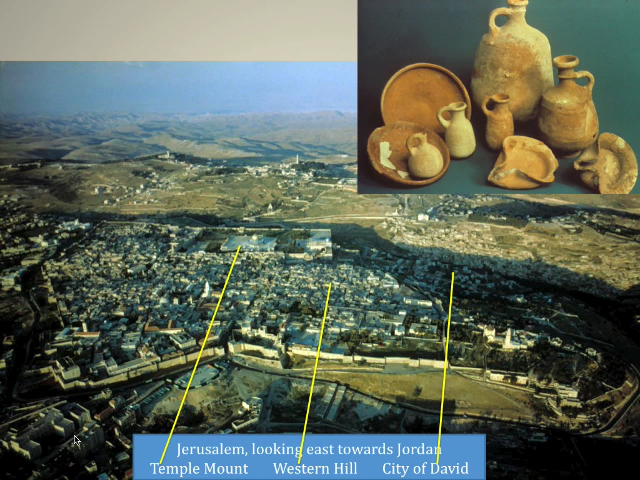 Jerusalem, looking east towards Jordan
Temple Mount Western Hill City of David